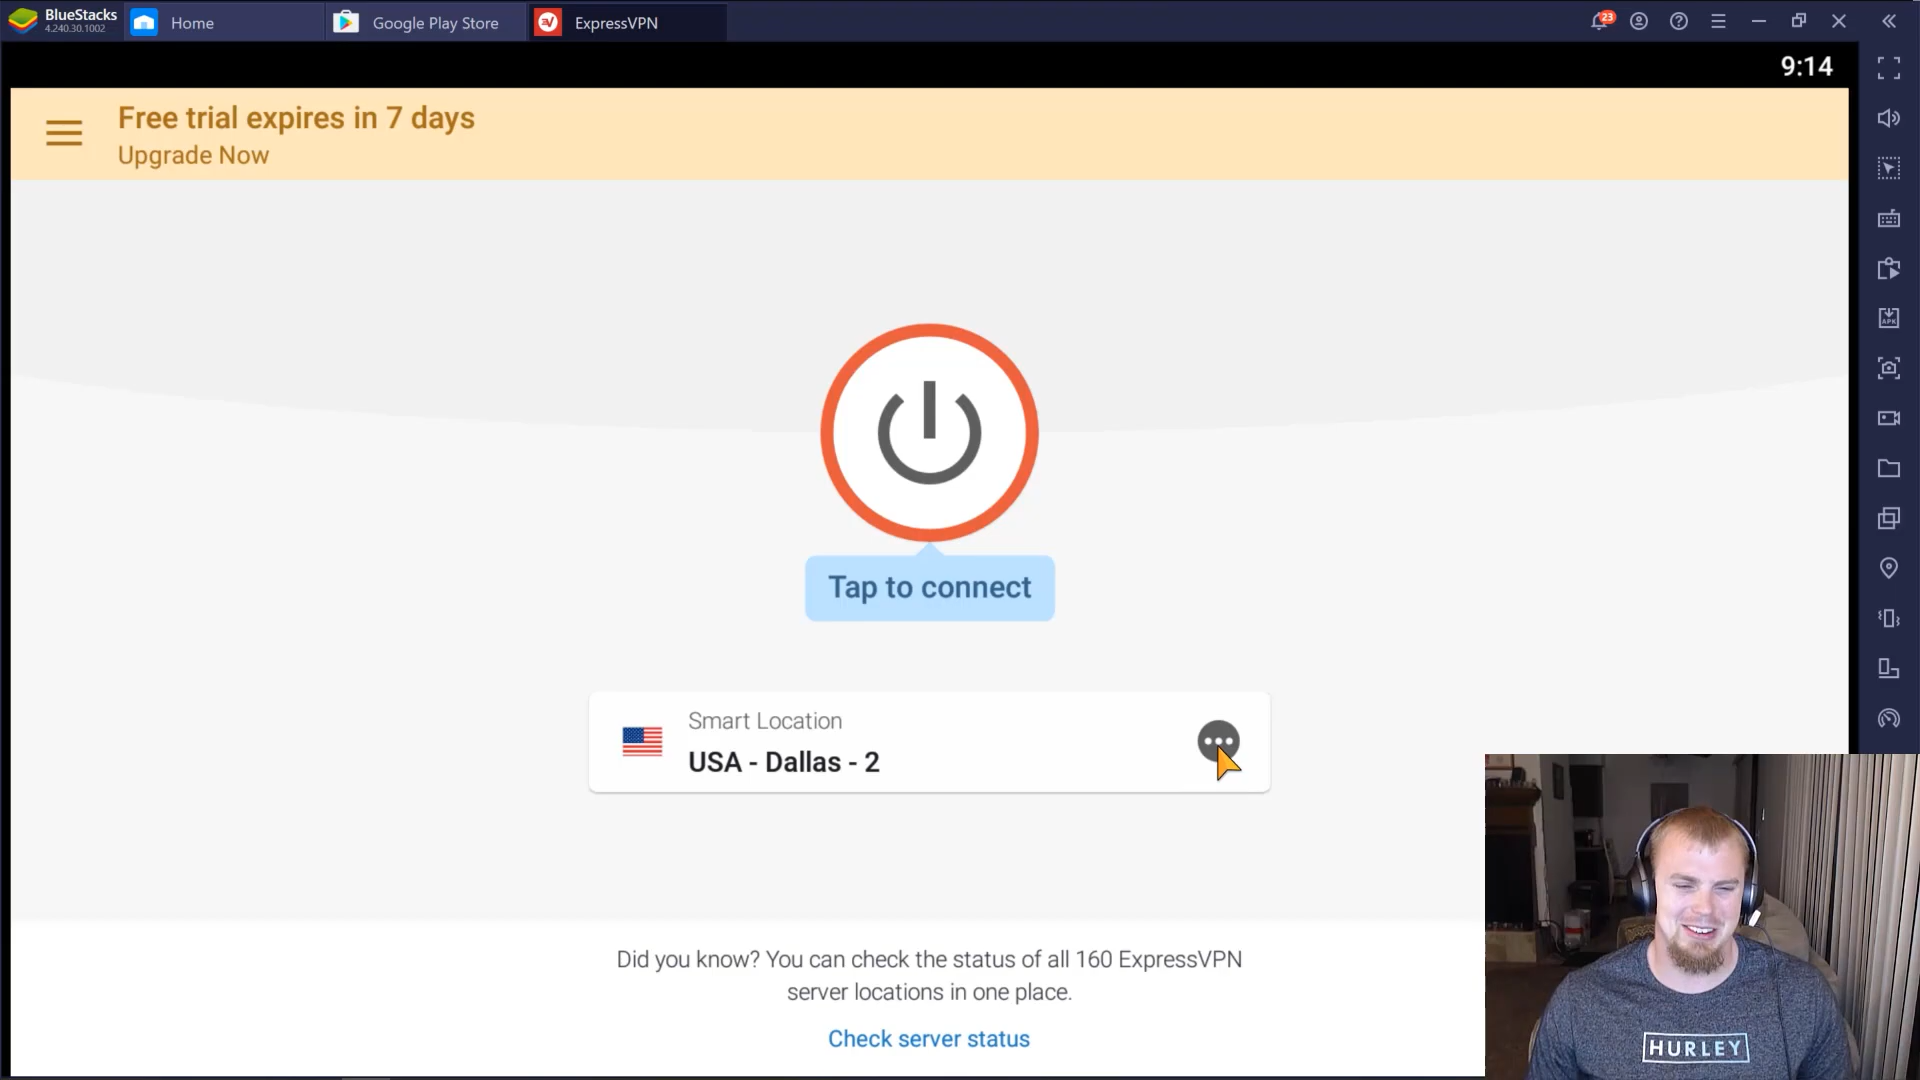 BlueStacks
4.240.30.1002
Home
Google Play Store
ExpressVPN
23
9:14
Free trial expires in 7 days
Upgrade Now
Tap to connect
Smart Location
USA - Dallas - 2
Did you know? You can check the status of all 160 ExpressVPN
server locations in one place.
Check server status
APK
HURLEY